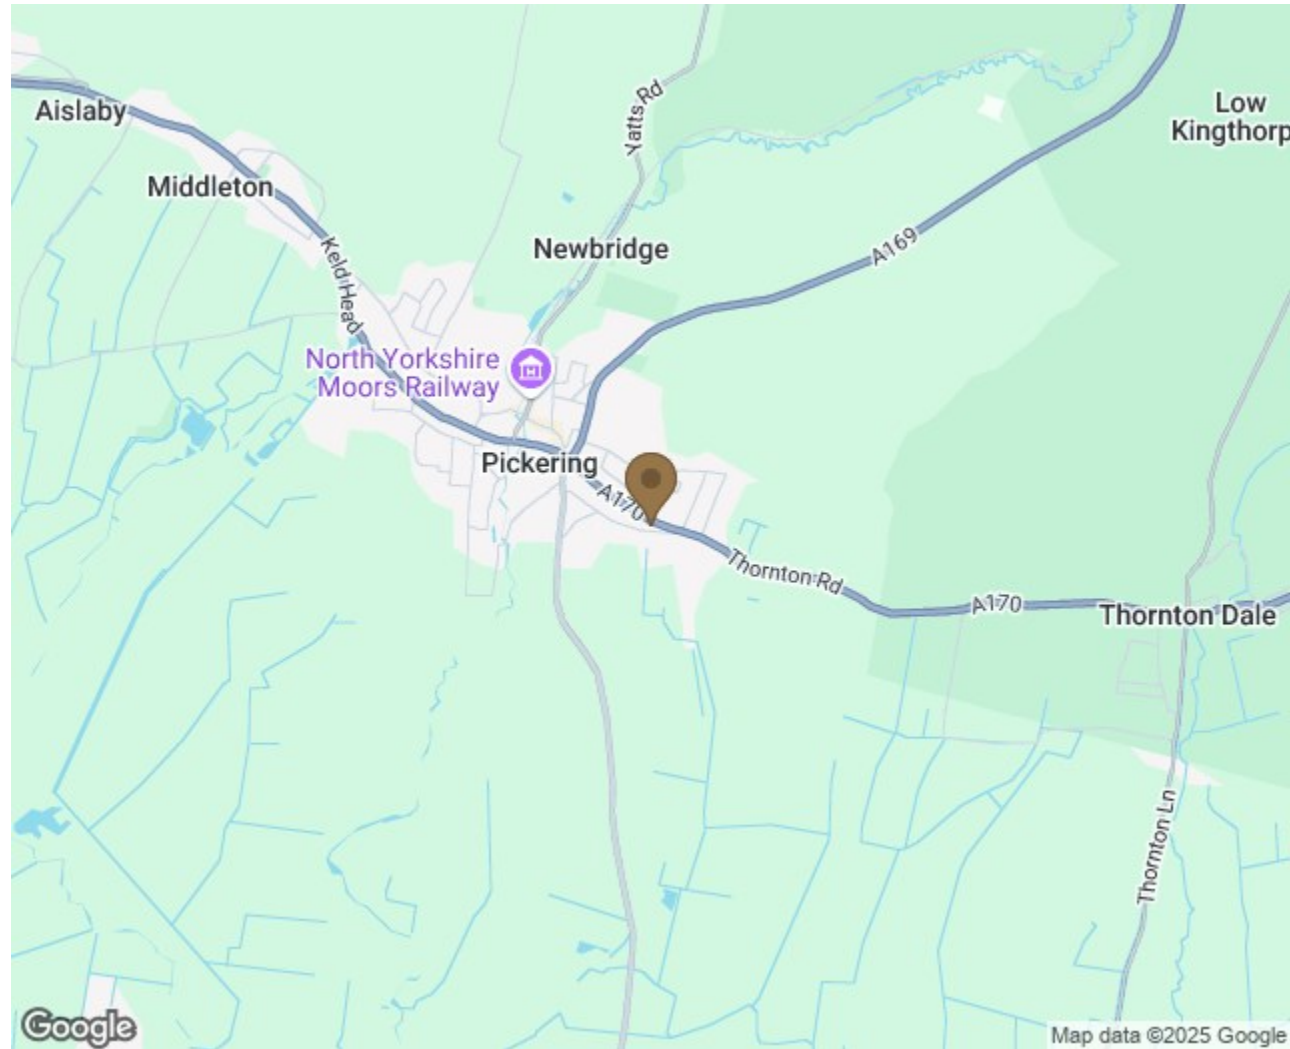 Aislaby
Low
Kingthorp
Yatts Rd
Middleton
Newbridge
A169
Keld Head
North Yorkshire
Moors Railway
Pickering
A170
Thornton Rd
A170
Thornton Dale
Thornton Ln
Google
Map data ©2025 Google